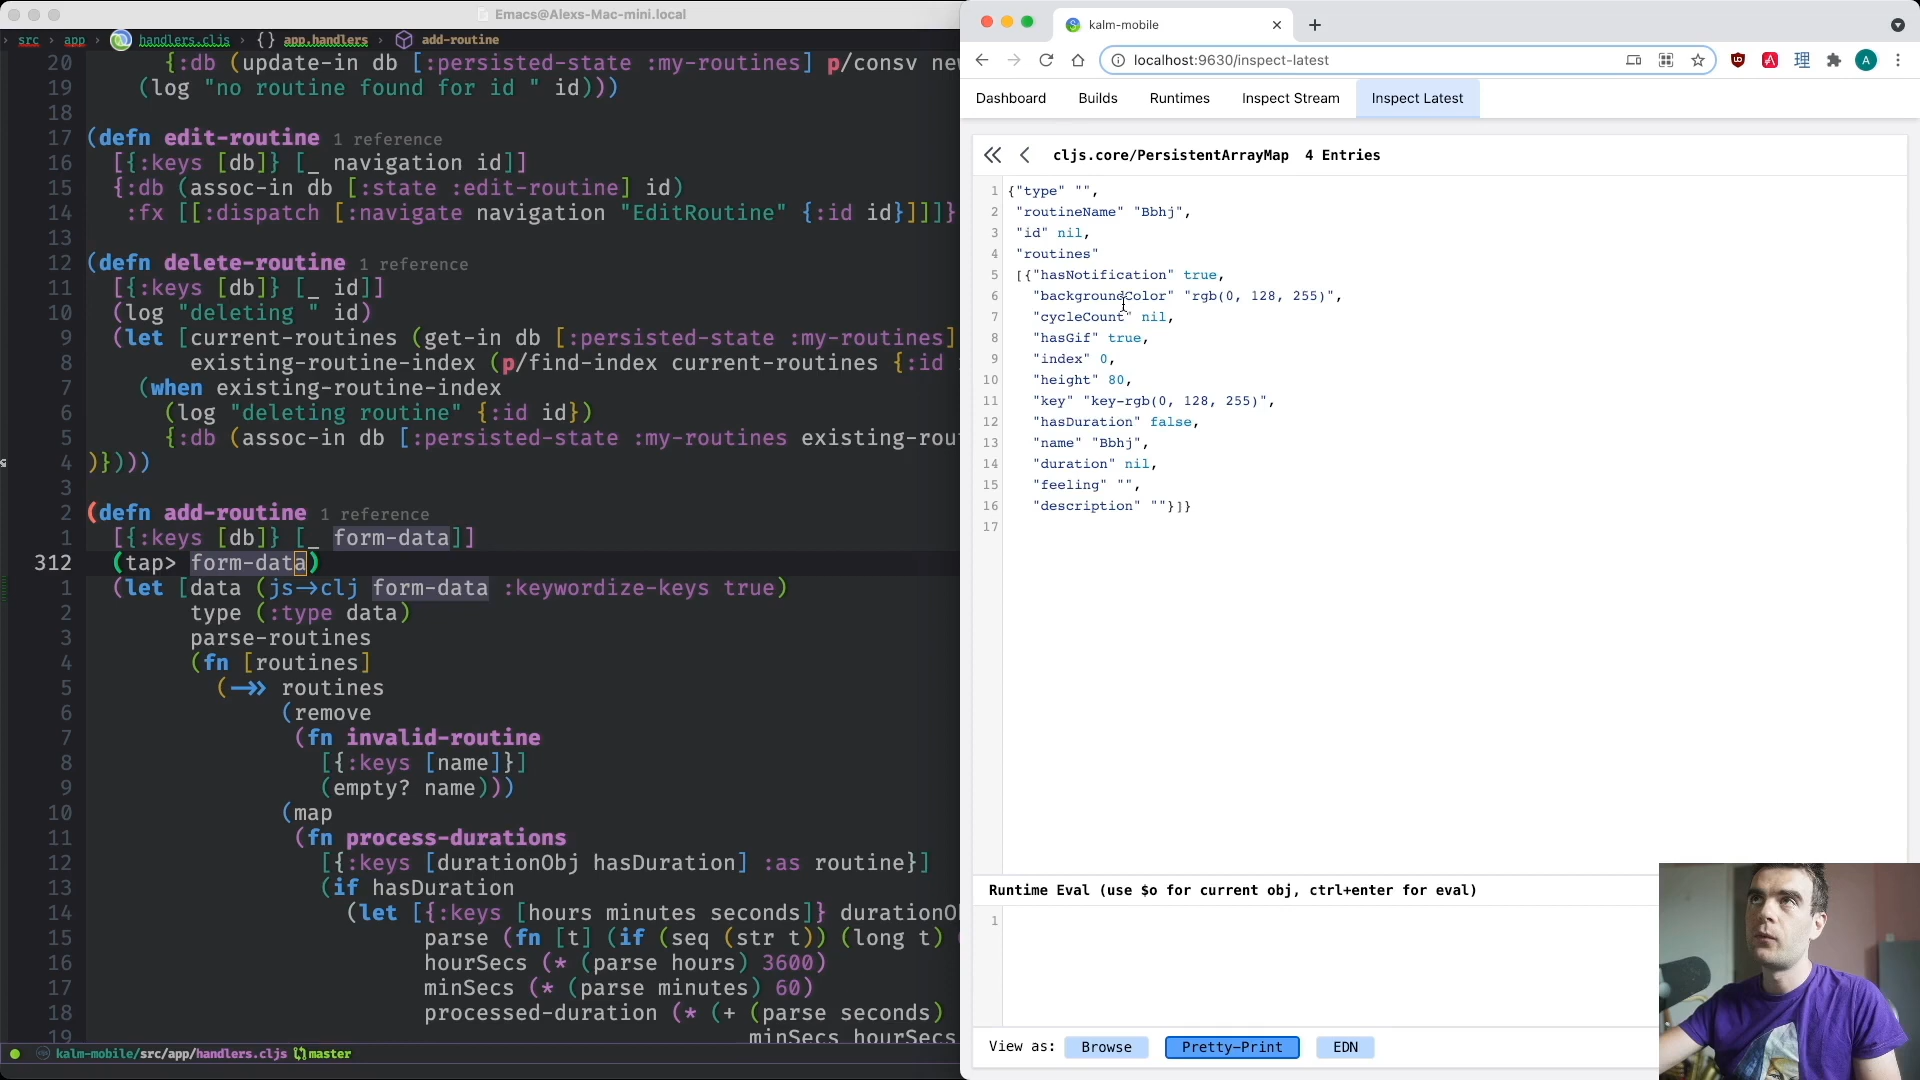 Emacs@Alexs-Mac-mini.local
src › app › handlers.cljs › {} app.handlers › add-routine
20 {:db (update-in db [:persisted-state :my-routines] p/consv
19 (log "no routine found for id " id)))
18
17 (defn edit-routine 1 reference
16 [{:keys [db]} [_ navigation id]]
15 {:db (assoc-in db [:state :edit-routine] id)
14 :fx [[:dispatch [:navigate navigation "EditRoutine" {:id id}]]]}
13
12 (defn delete-routine 1 reference
11 [{:keys [db]} [_ id]]
10 (log "deleting " id)
9 (let [current-routines (get-in db [:persisted-state :my-routines]
8 existing-routine-index (p/find-index current-routines {:id
7 (when existing-routine-index
6 (log "deleting routine" {:id id})
5 {:db (assoc-in db [:persisted-state :my-routines existing-rou
4 )})))
3
2 (defn add-routine 1 reference
1 [{:keys [db]} [_ form-data]]
312 (tap> form-data)
1 (let [data (js->clj form-data :keywordize-keys true)
2 type (:type data)
3 parse-routines
4 (fn [routines]
5 (->> routines
6 (remove
7 (fn invalid-routine
8 [{:keys [name]}]
9 (empty? name)))
10 (map
11 (fn process-durations
12 [{:keys [durationObj hasDuration] :as routine}]
13 (if hasDuration
14 (let [{:keys [hours minutes seconds]} durationO
15 parse (fn [t] (if (seq (str t)) (long t)
16 hourSecs (* (parse hours) 3600)
17 minSecs (* (parse minutes) 60)
18 processed-duration (* (+ (parse seconds)
19 minSecs hourSecs
kalm-mobile/src/app/handlers.cljs master
kalm-mobile
localhost:9630/inspect-latest
Dashboard Builds Runtimes Inspect Stream Inspect Latest
cljs.core/PersistentArrayMap 4 Entries
1 {"type" "",
2 "routineName" "Bbhj",
3 "id" nil,
4 "routines"
5 [{"hasNotification" true,
6 "backgroundColor" "rgb(0, 128, 255)",
7 "cycleCount" nil,
8 "hasGif" true,
9 "index" 0,
10 "height" 80,
11 "key" "key-rgb(0, 128, 255)",
12 "hasDuration" false,
13 "name" "Bbhj",
14 "duration" nil,
15 "feeling" "",
16 "description" ""}]}
17
Runtime Eval (use $o for current obj, ctrl+enter for eval)
1
View as: Browse Pretty-Print EDN